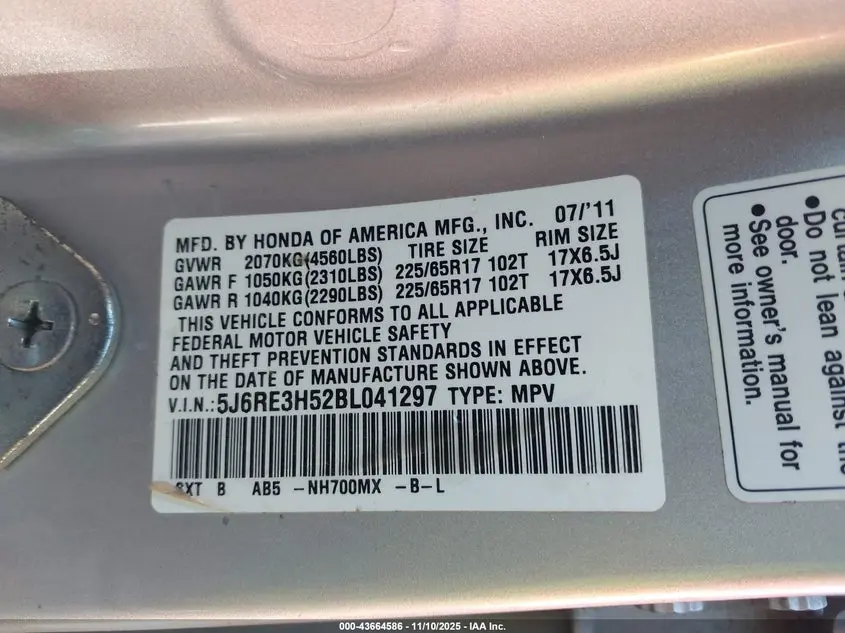 MFD. BY HONDA OF AMERICA MFG., INC. 07/'11
GVWR 2070KG(4560LBS) TIRE SIZE RIM SIZE
GAWR F 1050KG(2310LBS) 225/65R17 102T 17X6.5J
GAWR R 1040KG(2290LBS) 225/65R17 102T 17X6.5J
THIS VEHICLE CONFORMS TO ALL APPLICABLE
FEDERAL MOTOR VEHICLE SAFETY
AND THEFT PREVENTION STANDARDS IN EFFECT
ON THE DATE OF MANUFACTURE SHOWN ABOVE.
V.I.N.: 5J6RE3H52BL041297 TYPE: MPV
SXT B AB5 -NH700MX -B-L
•Do not lean against the
door.
•See owner's manual for
more information.
000-43664586 - 11/10/2025 - IAA Inc.